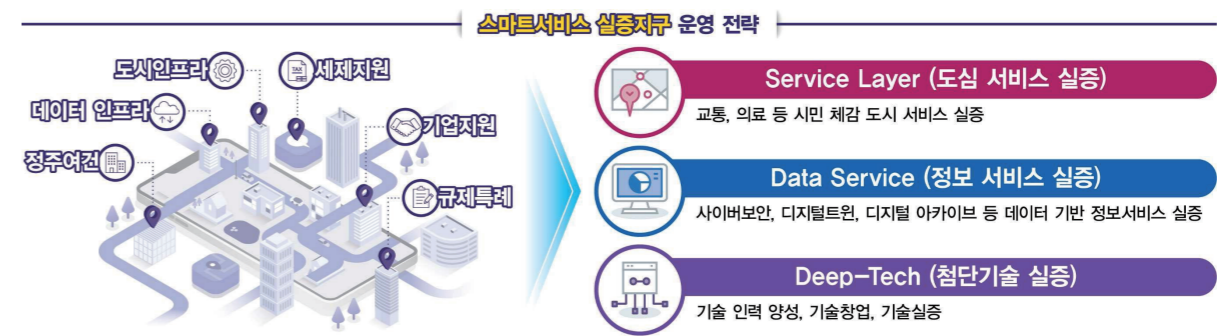 스마트서비스 실증지구 운영 전략
도시인프라
세제지원
TAX
데이터 인프라
기업지원
정주여건
규제특례
Service Layer (도심 서비스 실증)
교통, 의료 등 시민 체감 도시 서비스 실증
Data Service (정보 서비스 실증)
사이버보안, 디지털트윈, 디지털 아카이브 등 데이터 기반 정보서비스 실증
Deep-Tech (첨단기술 실증)
기술 인력 양성, 기술창업, 기술실증